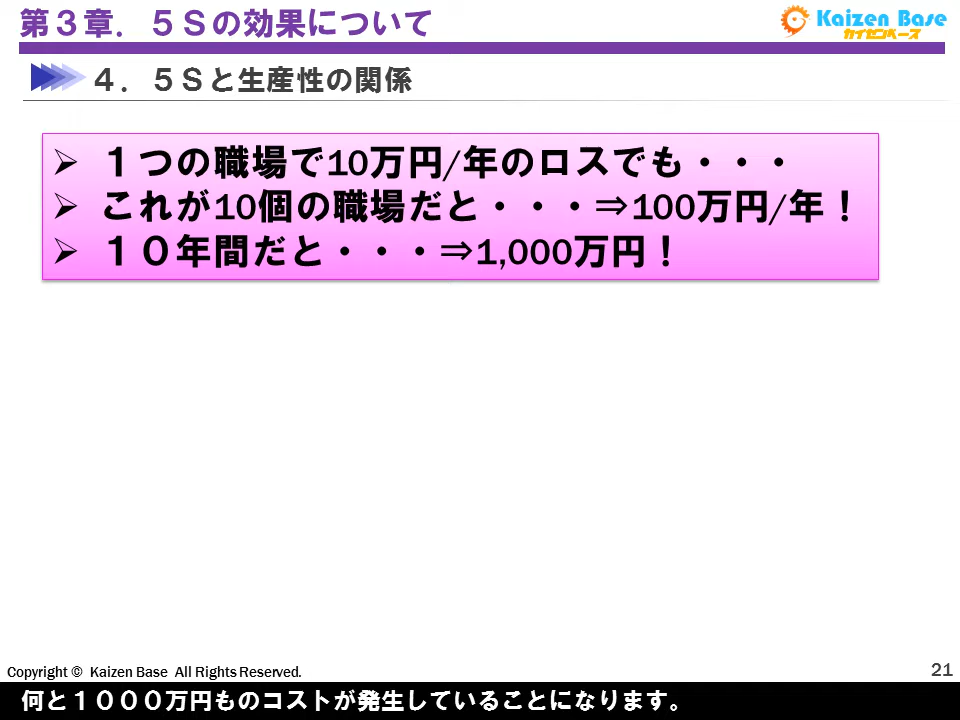 第３章．５Ｓの効果について
Kaizen Base
カイゼンベース
４．５Ｓと生産性の関係
➢ １つの職場で10万円/年のロスでも・・・
➢ これが10個の職場だと・・・⇒100万円/年！
➢ １０年間だと・・・⇒1,000万円！
Copyright © Kaizen Base All Rights Reserved.
21
何と１０００万円ものコストが発生していることになります。